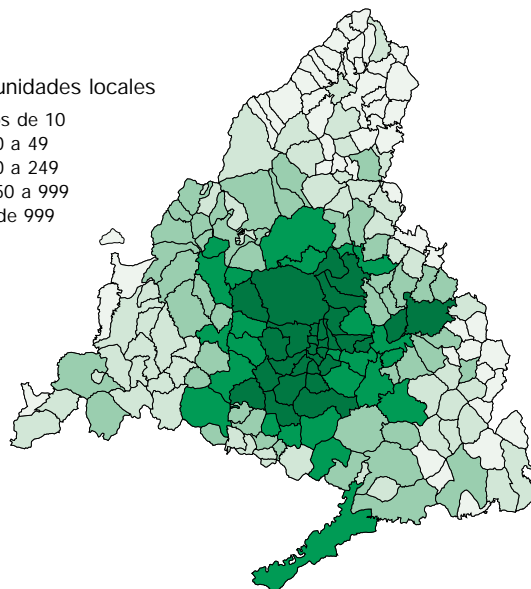 unidades locales
s de 10
0 a 49
0 a 249
50 a 999
de 999